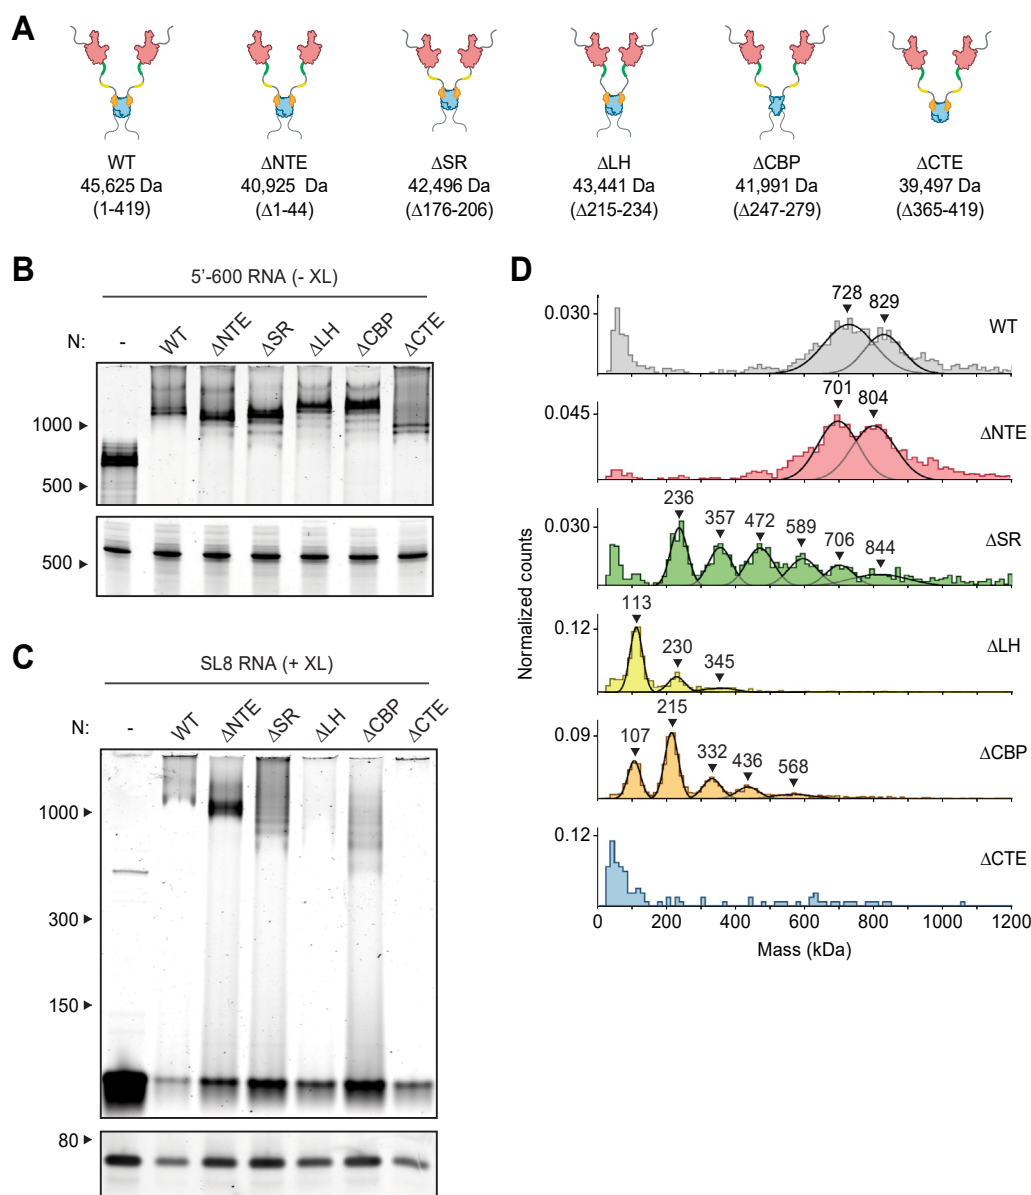 A
WT
45,625 Da
(1-419)
ΔNTE
40,925 Da
(Δ1-44)
ΔSR
42,496 Da
(Δ176-206)
ΔLH
43,441 Da
(Δ215-234)
ΔCBP
41,991 Da
(Δ247-279)
ΔCTE
39,497 Da
(Δ365-419)
B
5'-600 RNA (- XL)
N: - WT ΔNTE ΔSR ΔLH ΔCBP ΔCTE
1000
500
500
C
SL8 RNA (+ XL)
N: - WT ΔNTE ΔSR ΔLH ΔCBP ΔCTE
1000
300
150
80
D
Normalized counts
0.030
728 829
WT
0.045
701 804
ΔNTE
0.030
236 357 472 589 706 844
ΔSR
0.12
113 230 345
ΔLH
0.09
107 215 332 436 568
ΔCBP
0.12
ΔCTE
0 200 400 600 800 1000 1200
Mass (kDa)